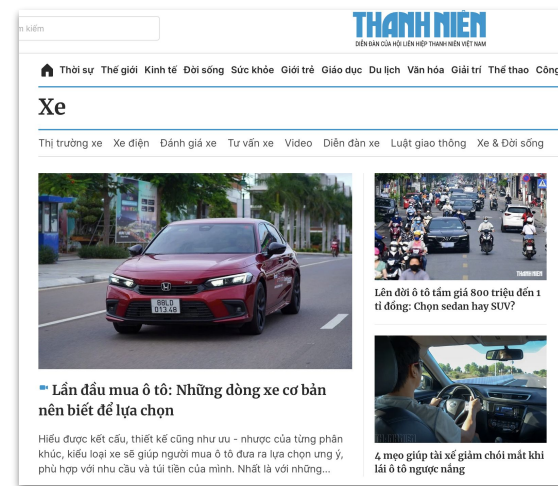 m kiếm
THANH NIÊN
DIỄN ĐÀN CỦA HỘI LIÊN HIỆP THANH NIÊN VIỆT NAM
Thời sự Thế giới Kinh tế Đời sống Sức khỏe Giới trẻ Giáo dục Du lịch Văn hóa Giải trí Thể thao Công
Xe
Thị trường xe Xe điện Đánh giá xe Tư vấn xe Video Diễn đàn xe Luật giao thông Xe & Đời sống
88LD
013.48
Lần đầu mua ô tô: Những dòng xe cơ bản
nên biết để lựa chọn
Hiểu được kết cấu, thiết kế cũng như ưu - nhược của từng phân
khúc, kiểu loại xe sẽ giúp người mua ô tô đưa ra lựa chọn ưng ý,
phù hợp với nhu cầu và túi tiền của mình. Nhất là với những...
THANH NIÊN
Lên đời ô tô tầm giá 800 triệu đến 1
tỉ đồng: Chọn sedan hay SUV?
4 mẹo giúp tài xế giảm chói mắt khi
lái ô tô ngược nắng